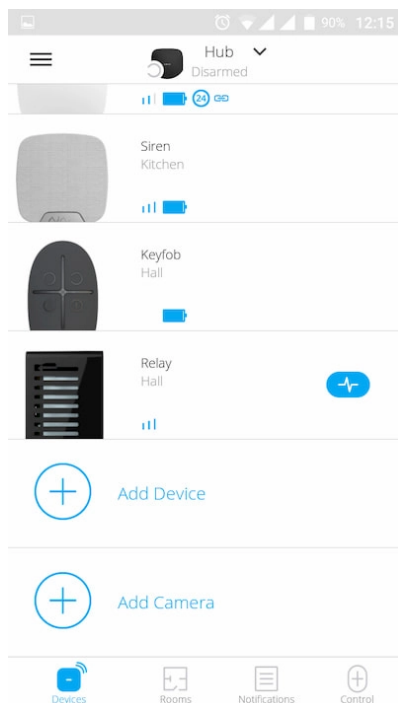 90% 12:15
Hub
Disarmed
24
Siren
Kitchen
Keyfob
Hall
Relay
Hall
Add Device
Add Camera
Devices
Rooms
Notifications
Control